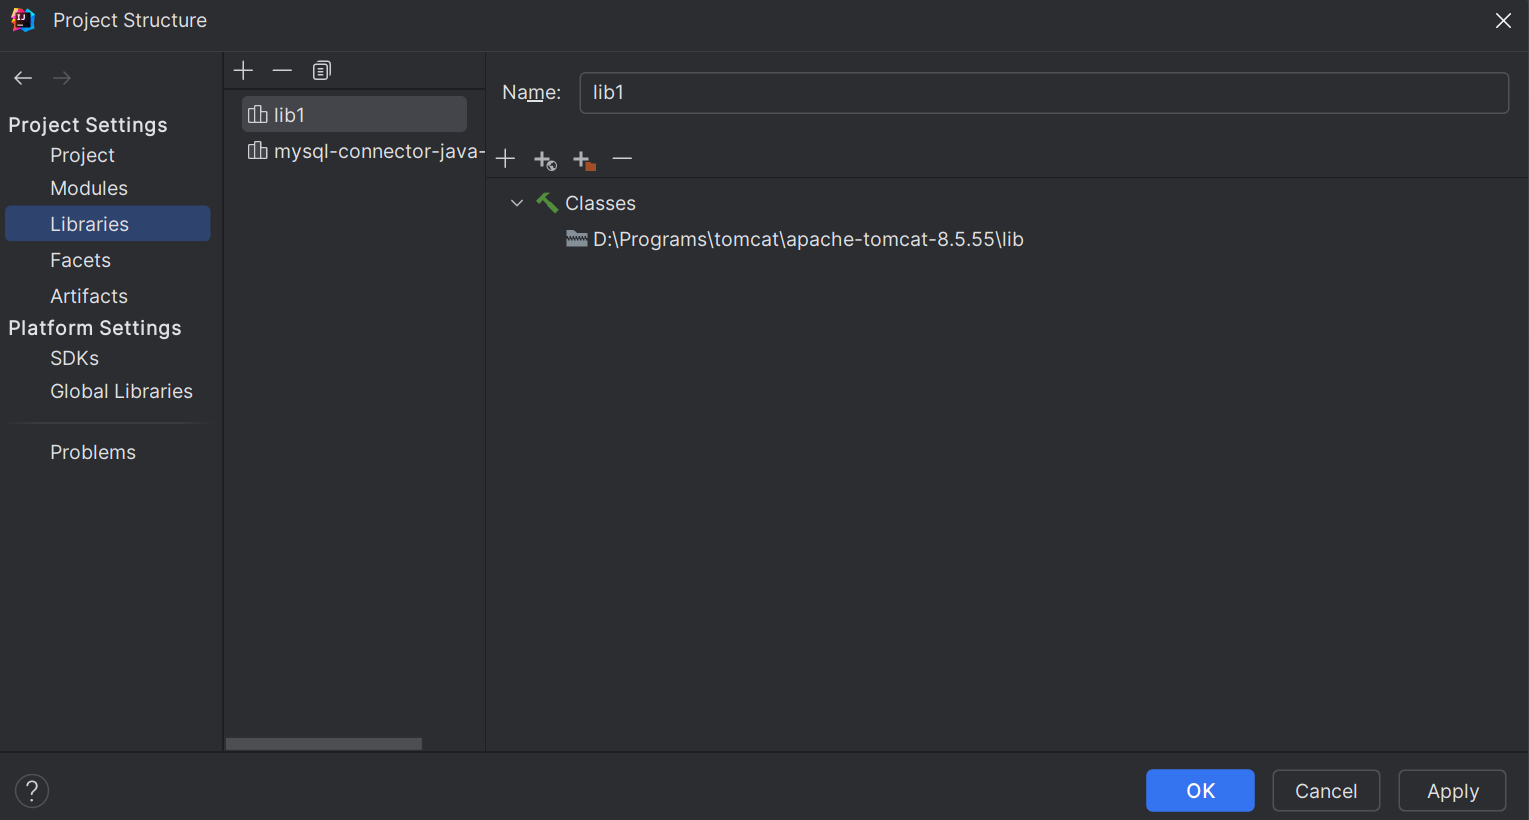 Project Structure
Project Settings
Project
Modules
Libraries
Facets
Artifacts
Platform Settings
SDKs
Global Libraries
Problems
lib1
mysql-connector-java-
Name: lib1
Classes
D:\Programs\tomcat\apache-tomcat-8.5.55\lib
?
OK Cancel Apply